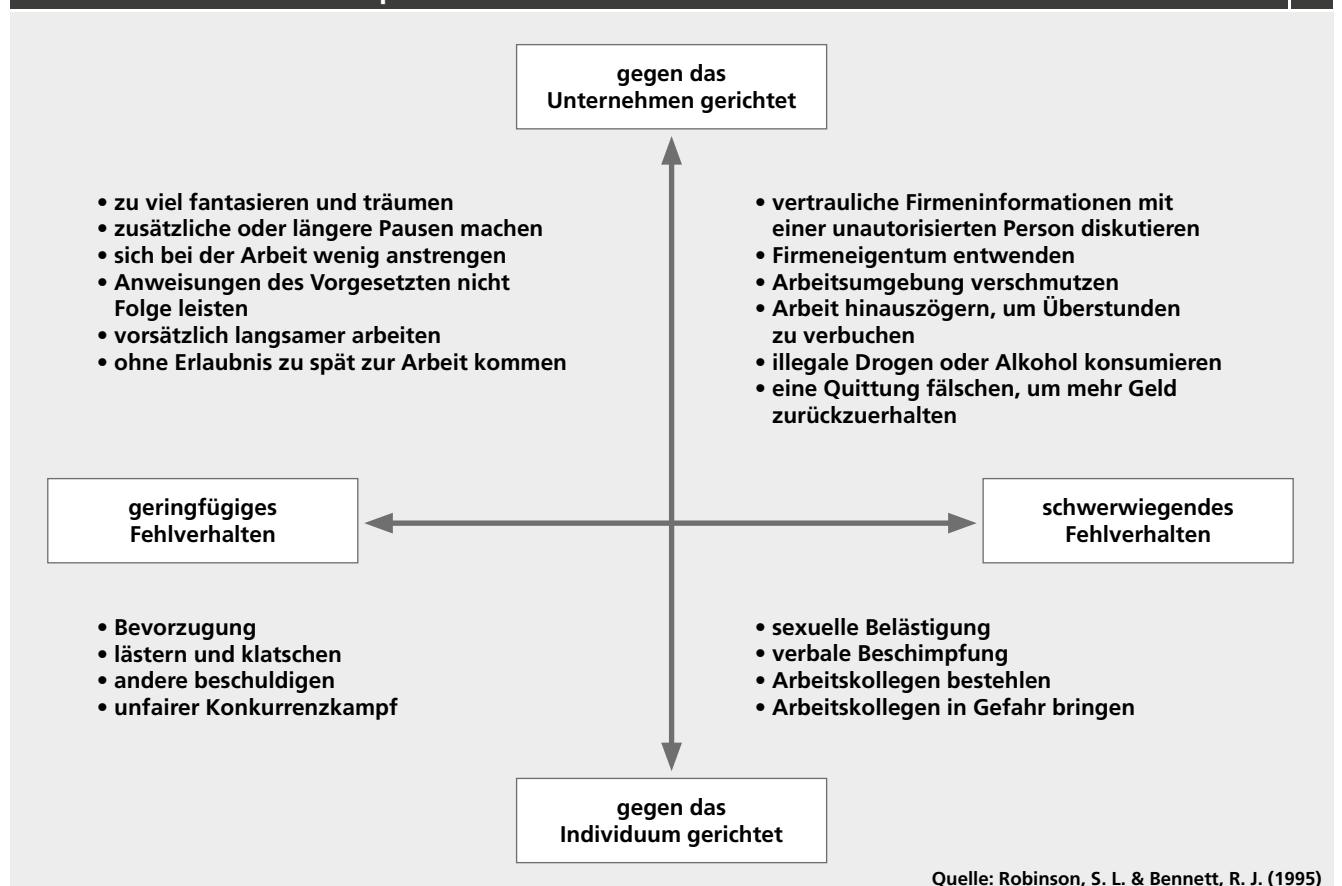 gegen das
Unternehmen gerichtet
• zu viel fantasieren und träumen
• zusätzliche oder längere Pausen machen
• sich bei der Arbeit wenig anstrengen
• Anweisungen des Vorgesetzten nicht
Folge leisten
• vorsätzlich langsamer arbeiten
• ohne Erlaubnis zu spät zur Arbeit kommen
• vertrauliche Firmeninformationen mit
einer unautorisierten Person diskutieren
• Firmeneigentum entwenden
• Arbeitsumgebung verschmutzen
• Arbeit hinauszögern, um Überstunden
zu verbuchen
• illegale Drogen oder Alkohol konsumieren
• eine Quittung fälschen, um mehr Geld
zurückzuerhalten
geringfügiges
Fehlverhalten
schwerwiegendes
Fehlverhalten
• Bevorzugung
• lästern und klatschen
• andere beschuldigen
• unfairer Konkurrenzkampf
• sexuelle Belästigung
• verbale Beschimpfung
• Arbeitskollegen bestehlen
• Arbeitskollegen in Gefahr bringen
gegen das
Individuum gerichtet
Quelle: Robinson, S. L. & Bennett, R. J. (1995)